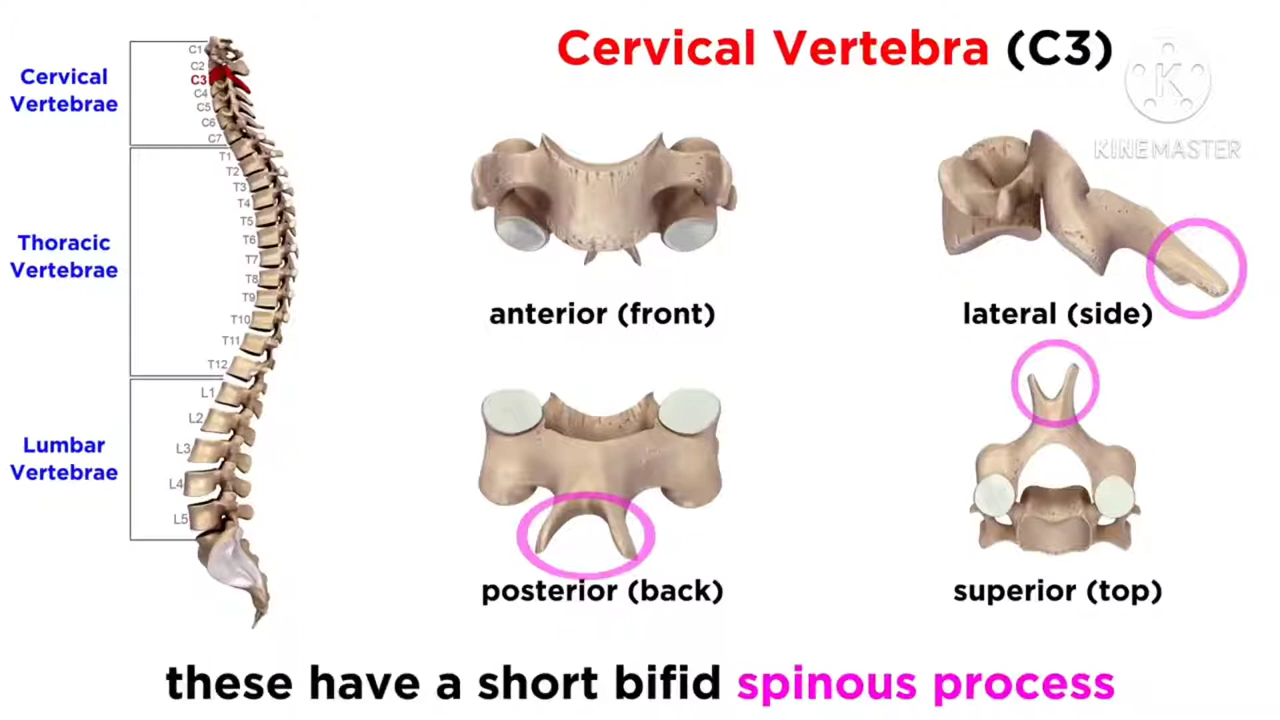 Cervical Vertebra (C3)
K
KINEMASTER
Cervical
Vertebrae
C1
C2
C3
C4
C5
C6
C7
Thoracic
Vertebrae
T1
T2
T3
T4
T5
T6
T7
T8
T9
T10
T11
T12
Lumbar
Vertebrae
L1
L2
L3
L4
L5
anterior (front)
lateral (side)
posterior (back)
superior (top)
these have a short bifid spinous process